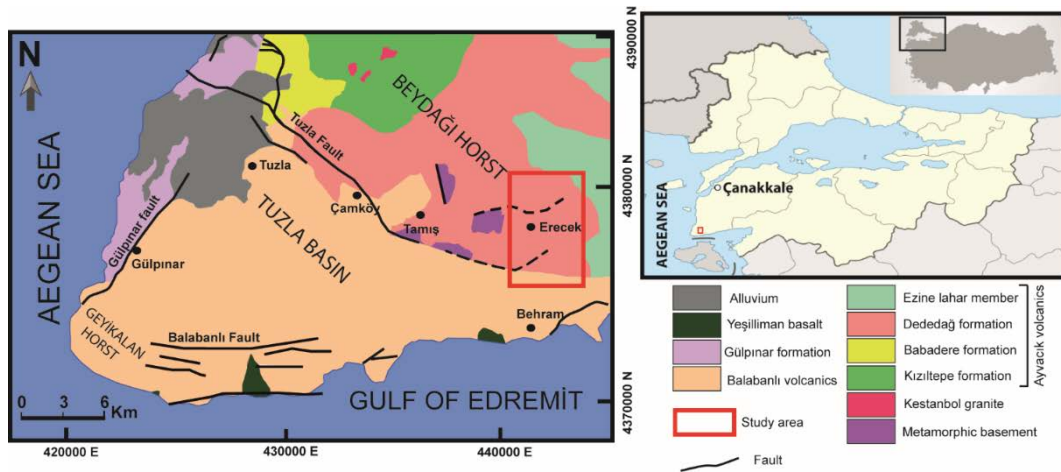 N
AEGEAN SEA
BEYDAĞI HORST
Tuzla Fault
Tuzla
Çamköy
Tamış
Erecek
TUZLA BASIN
Gülpınar fault
Gülpınar
GEYİKALAN
HORST
Balabanlı Fault
Behram
GULF OF EDREMİT
0 3 6
Km
420000 E
430000 E
440000 E
4390000 N
4380000 N
4370000 N
Çanakkale
AEGEAN SEA
Alluvium
Yeşilliman basalt
Gülpınar formation
Balabanlı volcanics
Study area
Fault
Ezine lahar member
Dededağ formation
Babadere formation
Kızıltepe formation
Kestanbol granite
Metamorphic basement
Ayvacık volcanics